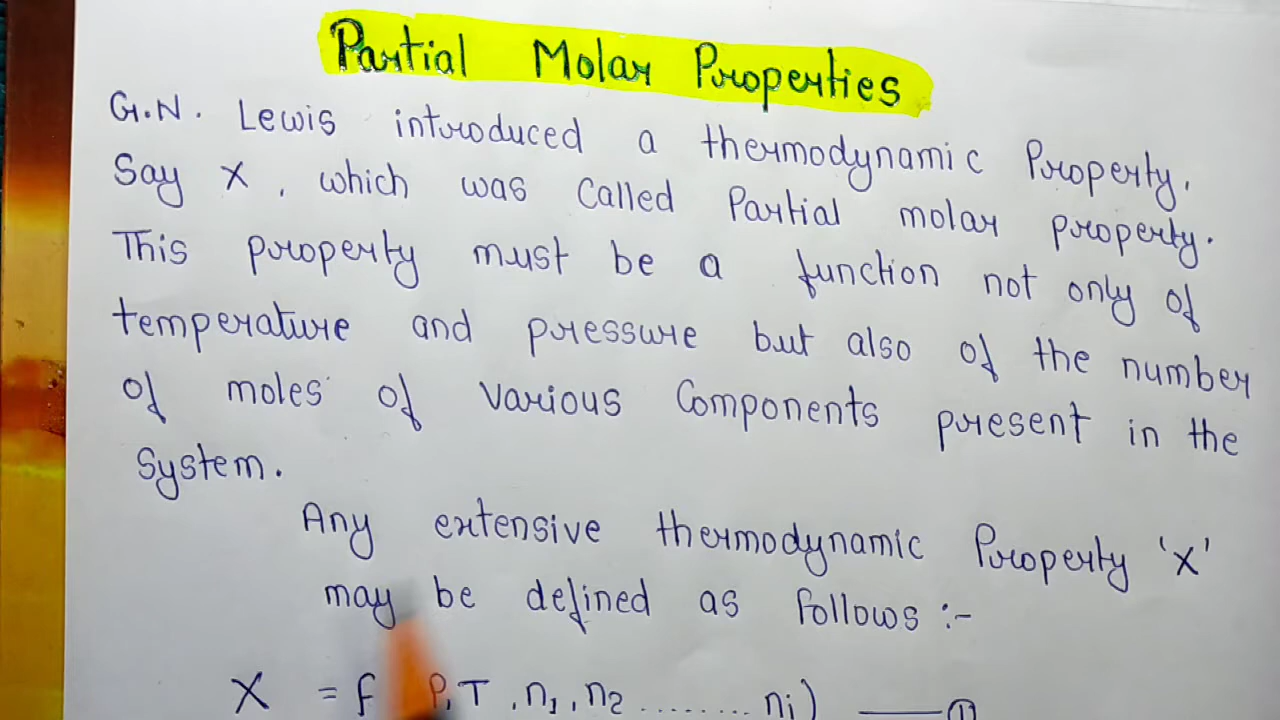 Partial Molar Properties
G.N. Lewis introduced a thermodynamic Property.
Say X, which was Called Partial molar property.
This property must be a function not only of
temperature and pressure but also of the number
of moles of various Components present in the
System.
Any extensive thermodynamic Property 'X'
may be defined as follows :-
X = f P, T, n₁, n₂ ........ nᵢ) —— ①